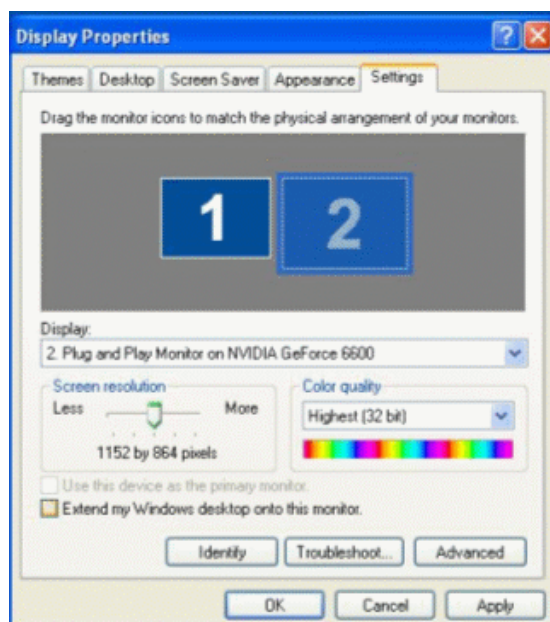 Display Properties
Themes Desktop Screen Saver Appearance Settings
Drag the monitor icons to match the physical arrangement of your monitors.
1 2
Display:
2. Plug and Play Monitor on NVIDIA GeForce 6600
Screen resolution Color quality
Less More Highest (32 bit)
1152 by 864 pixels
Use this device as the primary monitor.
Extend my Windows desktop onto this monitor.
Identify Troubleshoot... Advanced
OK Cancel Apply